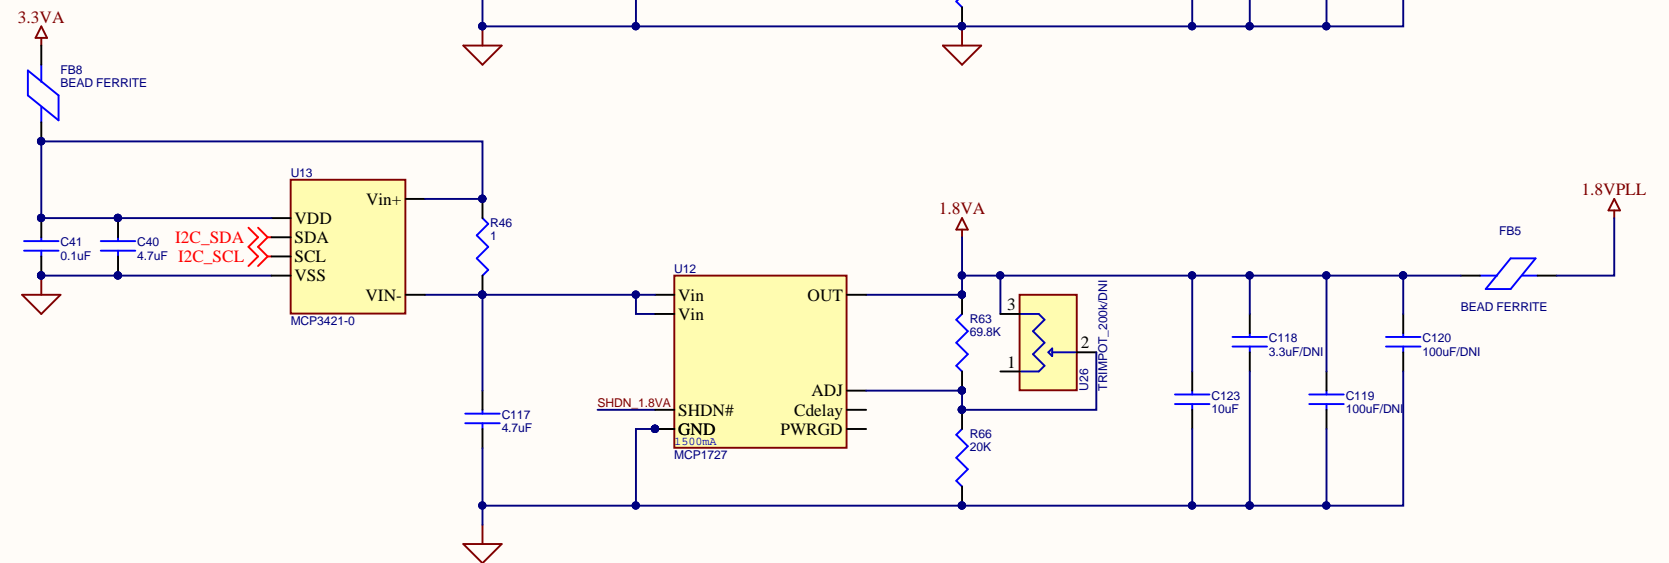 3.3VA
FB8
BEAD FERRITE
U13
Vin+
VDD
SDA
SCL
VSS
VIN-
MCP3421-0
I2C_SDA
I2C_SCL
C41
0.1uF
C40
4.7uF
R46
1
C117
4.7uF
U12
Vin
Vin
OUT
ADJ
SHDN#
Cdelay
GND
PWRGD
1500mA
MCP1727
SHDN_1.8VA
1.8VA
R63
69.8K
R66
20K
3
2
1
U26
TRIMPOT_200k/DNI
C123
10uF
C118
3.3uF/DNI
C119
100uF/DNI
C120
100uF/DNI
FB5
BEAD FERRITE
1.8VPLL